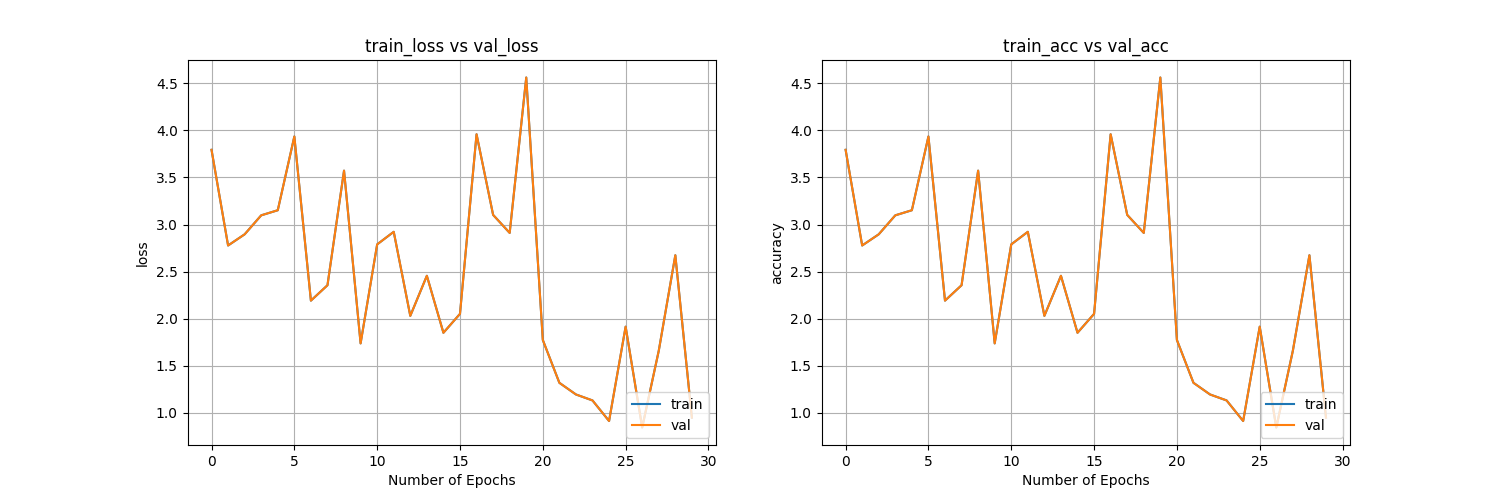 train_loss vs val_loss
loss
4.5
4.0
3.5
3.0
2.5
2.0
1.5
1.0
0 5 10 15 20 25 30
Number of Epochs
train
val
train_acc vs val_acc
accuracy
4.5
4.0
3.5
3.0
2.5
2.0
1.5
1.0
0 5 10 15 20 25 30
Number of Epochs
train
val